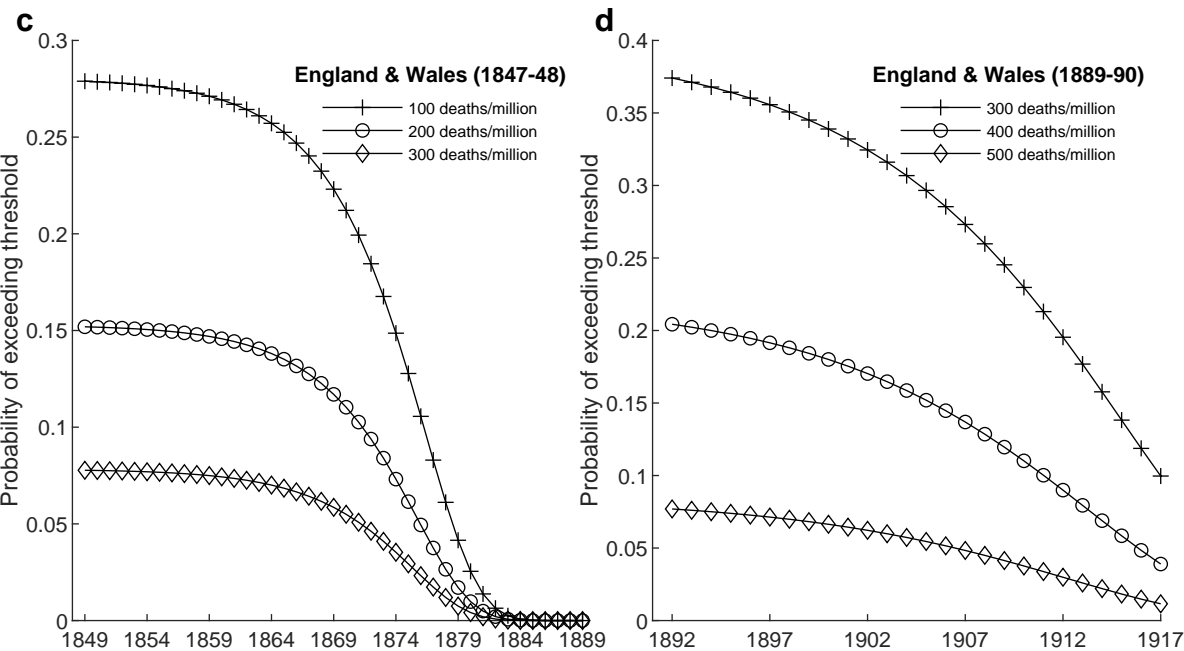 c
0.3
0.25
0.2
0.15
0.1
0.05
0
Probability of exceeding threshold
England & Wales (1847-48)
100 deaths/million
200 deaths/million
300 deaths/million
1849 1854 1859 1864 1869 1874 1879 1884 1889
d
0.4
0.35
0.3
0.25
0.2
0.15
0.1
0.05
0
Probability of exceeding threshold
England & Wales (1889-90)
300 deaths/million
400 deaths/million
500 deaths/million
1892 1897 1902 1907 1912 1917